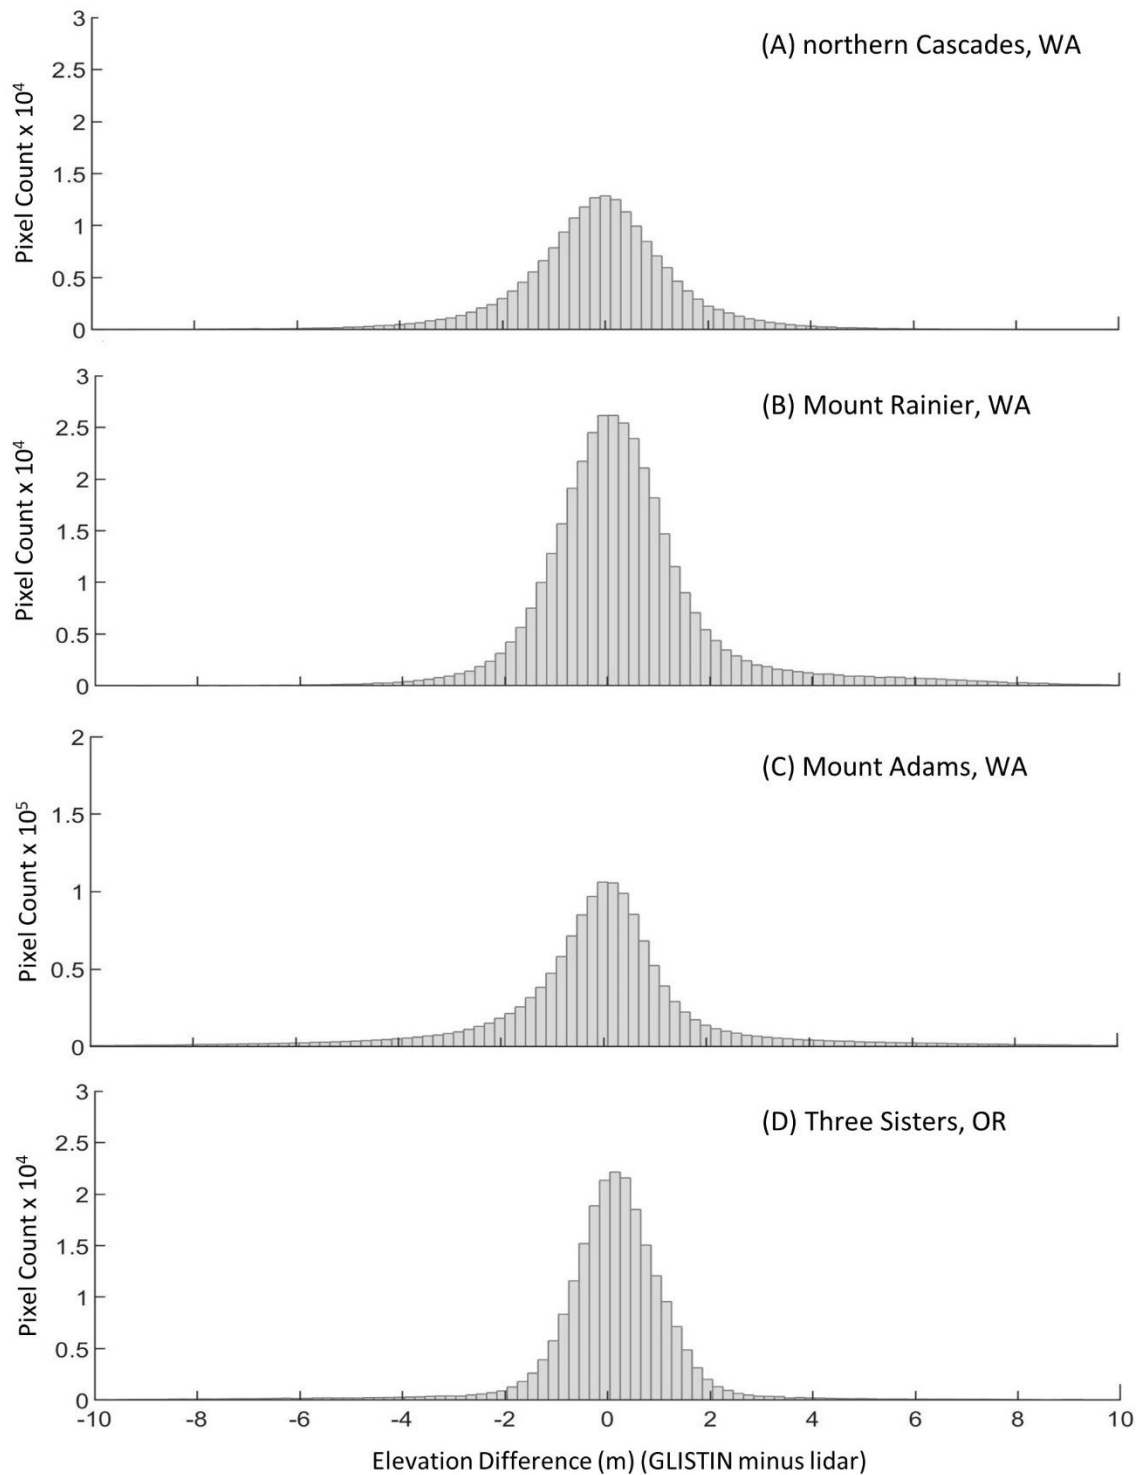 3
(A) northern Cascades, WA
2.5
2
1.5
1
0.5
0
Pixel Count x 10⁴
3
(B) Mount Rainier, WA
2.5
2
1.5
1
0.5
0
Pixel Count x 10⁴
2
(C) Mount Adams, WA
1.5
1
0.5
0
Pixel Count x 10⁵
3
(D) Three Sisters, OR
2.5
2
1.5
1
0.5
0
Pixel Count x 10⁴
-10 -8 -6 -4 -2 0 2 4 6 8 10
Elevation Difference (m) (GLISTIN minus lidar)